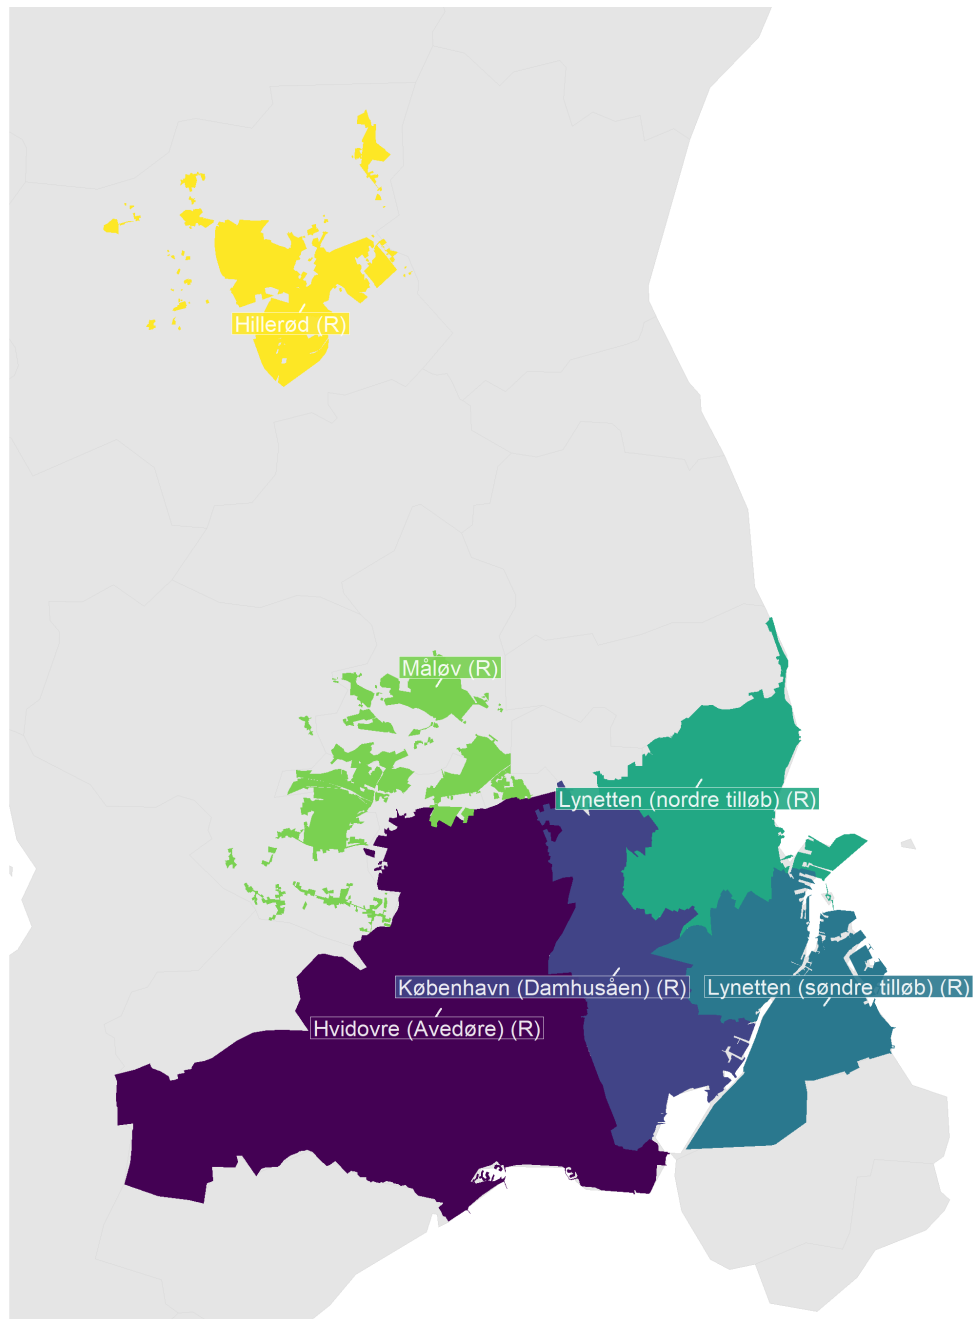 Hillerød (R)
Måløv (R)
Lynetten (nordre tilløb) (R)
København (Damhusåen) (R)
Lynetten (søndre tilløb) (R)
Hvidovre (Avedøre) (R)